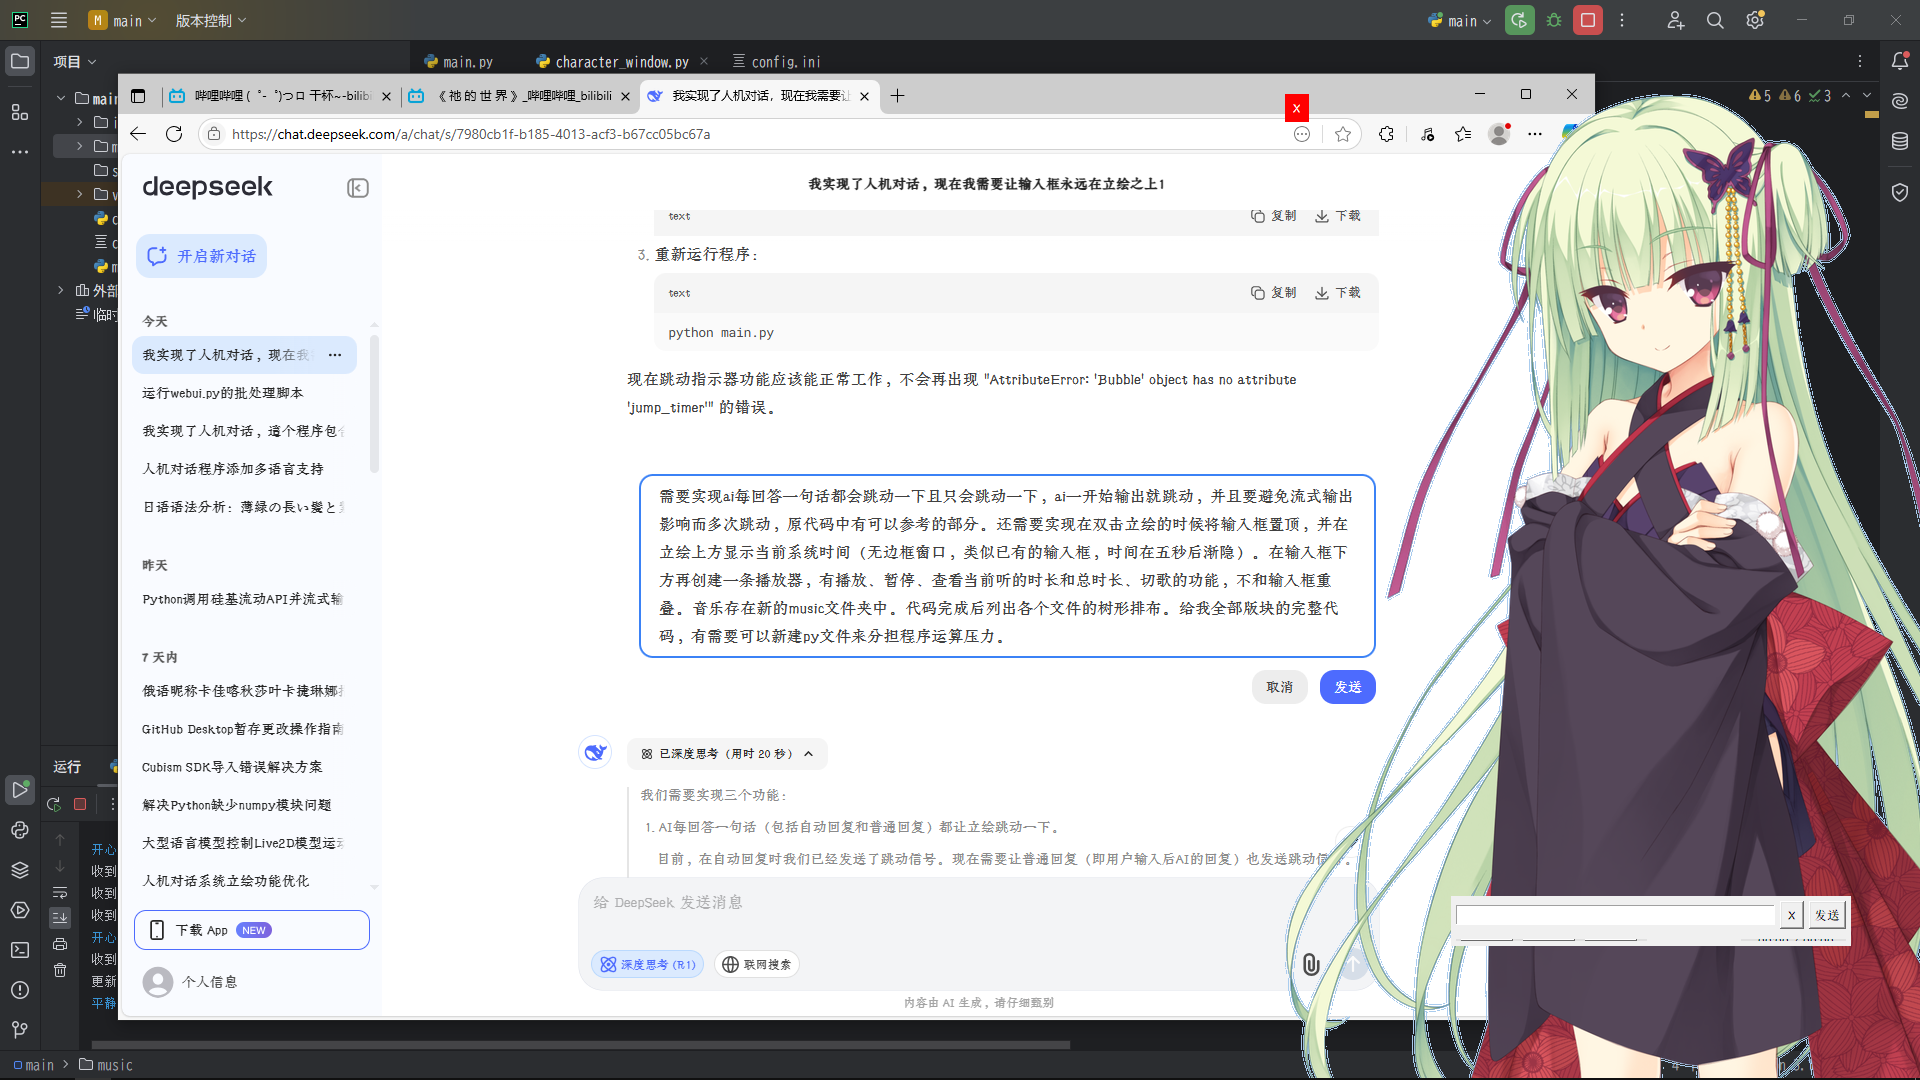 PC
M main 版本控制
main
项目
main.py
character_window.py
config.ini
5 6 3
外部
临时
哔哩哔哩 (゜-゜)つロ 干杯~-bilibi
《 祂 的 世 界 》_哔哩哔哩_bilibili
我实现了人机对话，现在我需要让
https://chat.deepseek.com/a/chat/s/7980cb1f-b185-4013-acf3-b67cc05bc67a
x
deepseek
开启新对话
今天
我实现了人机对话，现在我
运行webui.py的批处理脚本
我实现了人机对话，这个程序包
人机对话程序添加多语言支持
日语语法分析：薄緑の長い髪と
昨天
Python调用硅基流动API并流式输
7 天内
俄语昵称卡佳喀秋莎叶卡捷琳娜
GitHub Desktop暂存更改操作指南
Cubism SDK导入错误解决方案
解决Python缺少numpy模块问题
大型语言模型控制Live2D模型运动
人机对话系统立绘功能优化
下载 App NEW
个人信息
我实现了人机对话，现在我需要让输入框永远在立绘之上1
text 复制 下载
3. 重新运行程序：
text 复制 下载
python main.py
现在跳动指示器功能应该能正常工作，不会再出现 "AttributeError: 'Bubble' object has no attribute
'jump_timer'" 的错误。
需要实现ai每回答一句话都会跳动一下且只会跳动一下，ai一开始输出就跳动，并且要避免流式输出
影响而多次跳动，原代码中有可以参考的部分。还需要实现在双击立绘的时候将输入框置顶，并在
立绘上方显示当前系统时间（无边框窗口，类似已有的输入框，时间在五秒后渐隐）。在输入框下
方再创建一条播放器，有播放、暂停、查看当前听的时长和总时长、切歌的功能，不和输入框重
叠。音乐存在新的music文件夹中。代码完成后列出各个文件的树形排布。给我全部版块的完整代
码，有需要可以新建py文件来分担程序运算压力。
取消 发送
已深度思考（用时 20 秒）
我们需要实现三个功能：
1. AI每回答一句话（包括自动回复和普通回复）都让立绘跳动一下。
目前，在自动回复时我们已经发送了跳动信号。现在需要让普通回复（即用户输入后AI的回复）也发送跳动信号。
给 DeepSeek 发送消息
深度思考 (R1) 联网搜索
内容由 AI 生成，请仔细甄别
x 发送
运行
开心
收到
收到
收到
开心
收到
更新
平静
main > music